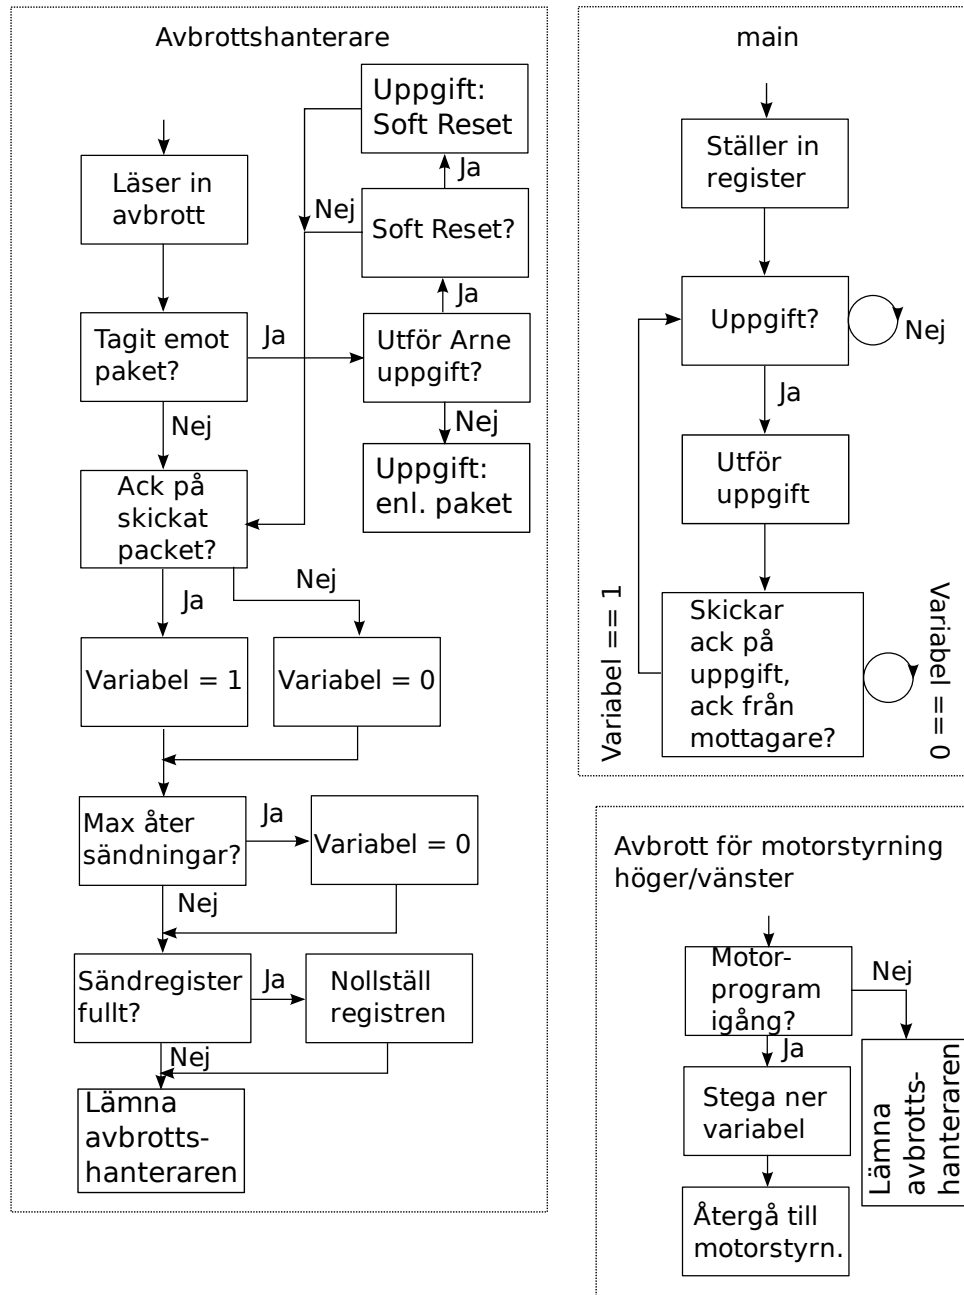 Avbrottshanterare
Läser in
avbrott
Tagit emot
paket?
Ja
Nej
Uppgift:
Soft Reset
Ja
Nej
Soft Reset?
Ja
Utför Arne
uppgift?
Nej
Uppgift:
enl. paket
Ack på
skickat
packet?
Nej
Ja
Variabel = 1
Variabel = 0
Max åter
sändningar?
Ja
Variabel = 0
Nej
Sändregister
fullt?
Ja
Nollställ
registren
Nej
Lämna
avbrotts-
hanteraren
main
Ställer in
register
Uppgift?
Nej
Ja
Utför
uppgift
Variabel == 1
Skickar
ack på
uppgift,
ack från
mottagare?
Variabel == 0
Avbrott för motorstyrning
höger/vänster
Motor-
program
igång?
Nej
Ja
Stega ner
variabel
Återgå till
motorstyrn.
Lämna
avbrotts-
hanteraren